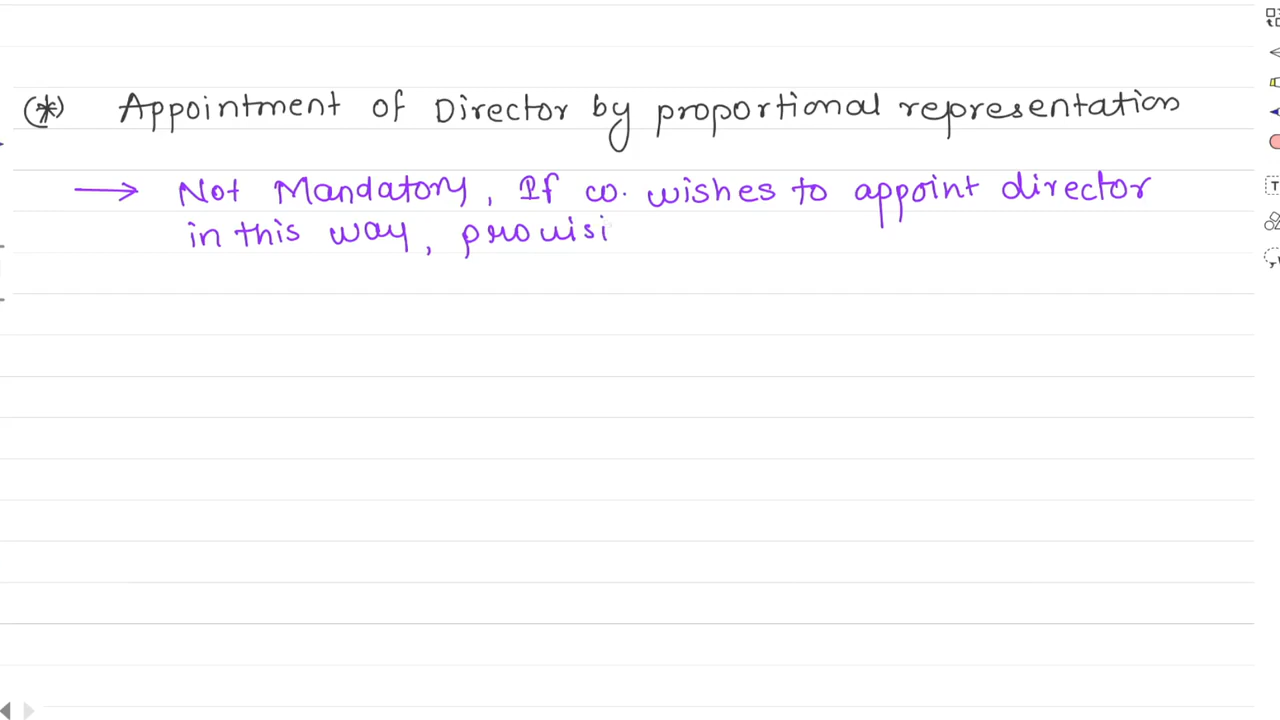 (*) Appointment of Director by proportional representation
→ Not Mandatory, If co. wishes to appoint director
in this way, provisi